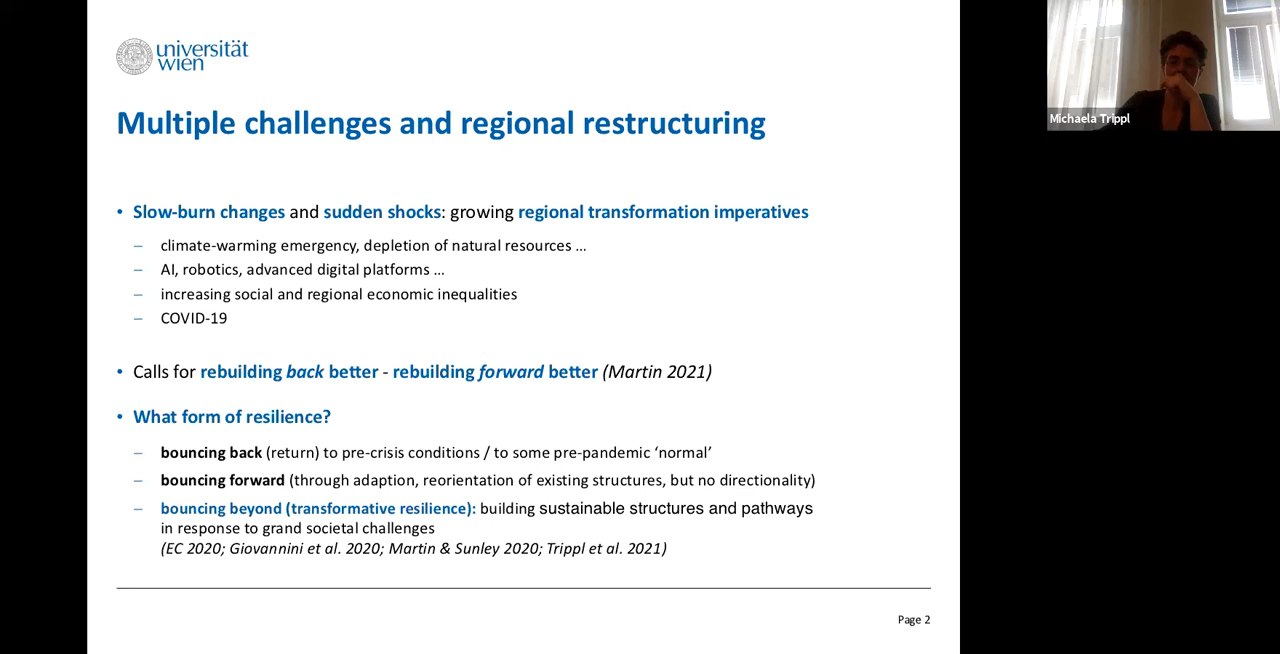 universität
wien
Multiple challenges and regional restructuring
• Slow-burn changes and sudden shocks: growing regional transformation imperatives
– climate-warming emergency, depletion of natural resources …
– AI, robotics, advanced digital platforms …
– increasing social and regional economic inequalities
– COVID-19
• Calls for rebuilding back better - rebuilding forward better (Martin 2021)
• What form of resilience?
– bouncing back (return) to pre-crisis conditions / to some pre-pandemic ‘normal’
– bouncing forward (through adaption, reorientation of existing structures, but no directionality)
– bouncing beyond (transformative resilience): building sustainable structures and pathways
in response to grand societal challenges
(EC 2020; Giovannini et al. 2020; Martin & Sunley 2020; Trippl et al. 2021)
Page 2
Michaela Trippl